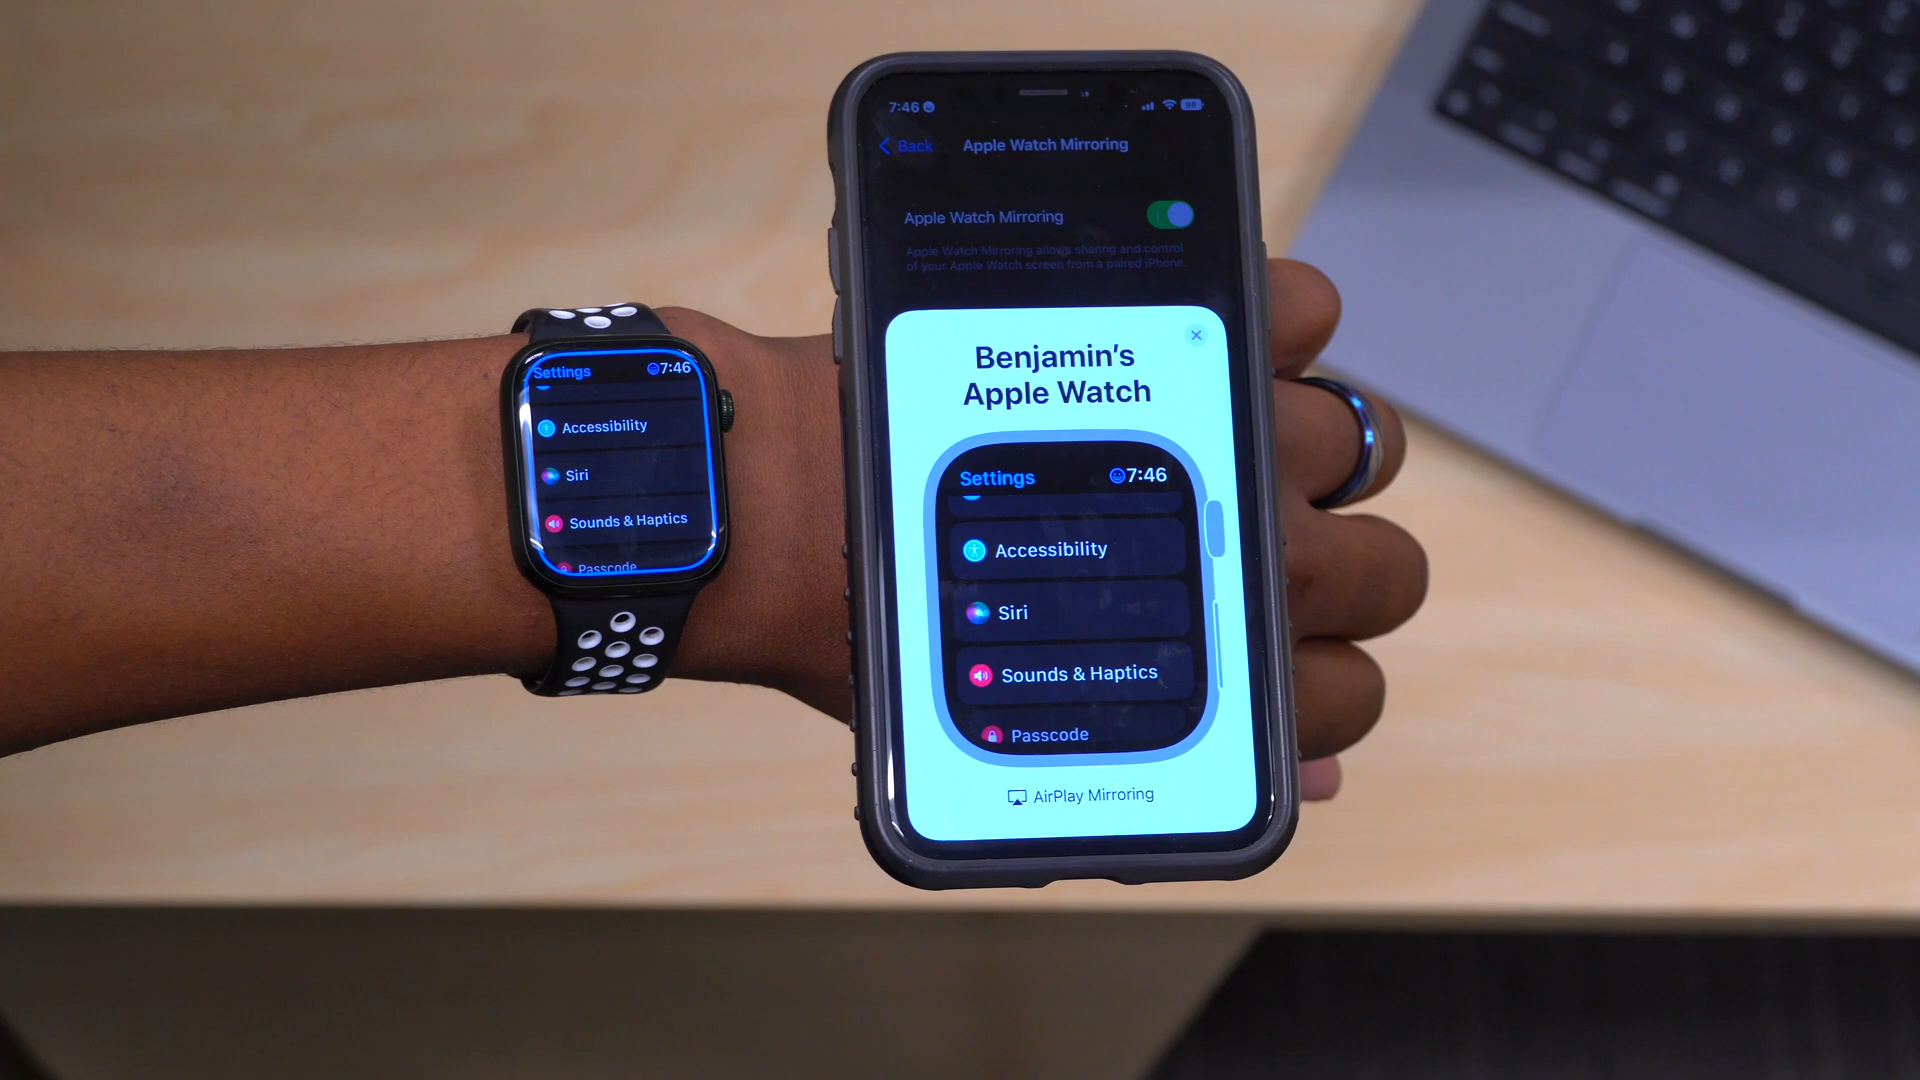 Settings 7:46
Accessibility
Siri
Sounds & Haptics
Passcode
7:46 98
Back Apple Watch Mirroring
Apple Watch Mirroring
Apple Watch Mirroring allows sharing and control
of your Apple Watch screen from a paired iPhone.
Benjamin's
Apple Watch
Settings 7:46
Accessibility
Siri
Sounds & Haptics
Passcode
AirPlay Mirroring